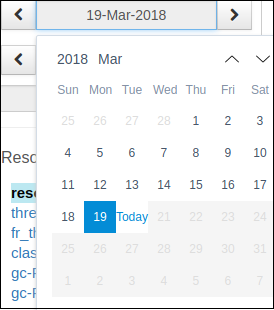 19-Mar-2018
2018 Mar
Sun Mon Tue Wed Thu Fri Sat
25 26 27 28 1 2 3
4 5 6 7 8 9 10
11 12 13 14 15 16 17
18 19 Today 21 22 23 24
25 26 27 28 29 30 31
1 2 3 4 5 6 7
Reso
reso
thre
fr_th
clas
gc-F
gc-F